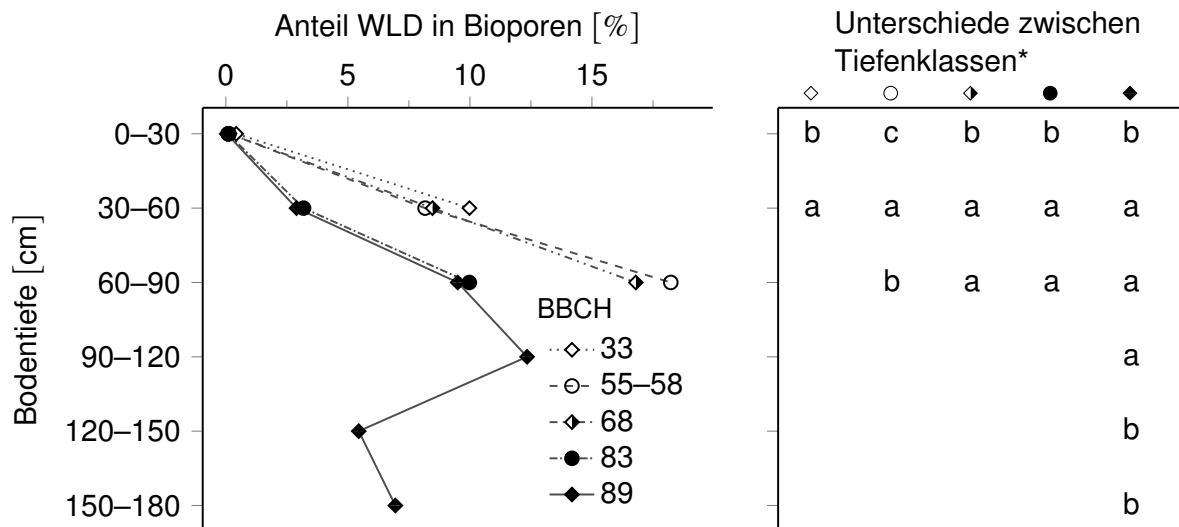 Anteil WLD in Bioporen [%]
0 5 10 15
Unterschiede zwischen
Tiefenklassen*
Bodentiefe [cm]
0–30
30–60
60–90
90–120
120–150
150–180
BBCH
33
55–58
68
83
89
b c b b b
a a a a a
b a a a
a
b
b